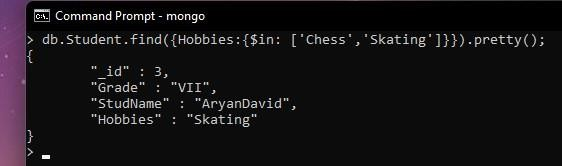 Command Prompt - mongo
> db.Student.find({Hobbies:{$in: ['Chess','Skating']}}).pretty();
{
        "_id" : 3,
        "Grade" : "VII",
        "StudName" : "AryanDavid",
        "Hobbies" : "Skating"
}
>